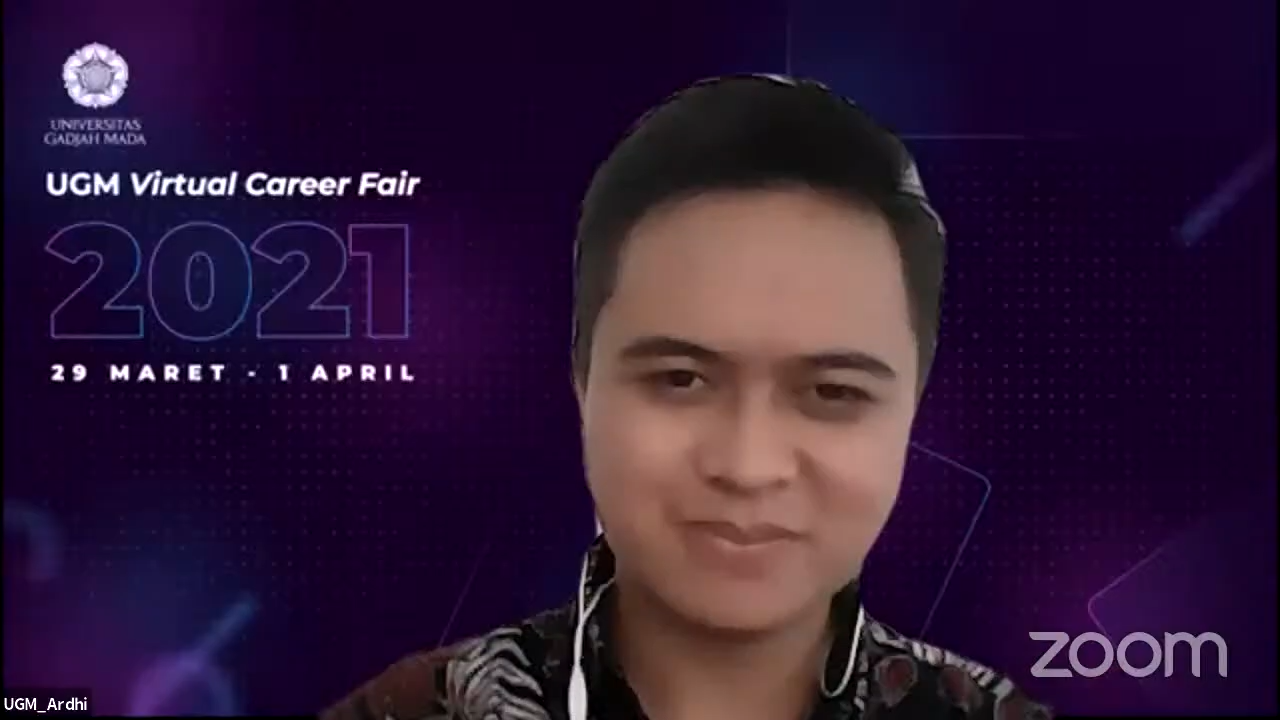 UNIVERSITAS
GADJAH MADA
UGM Virtual Career Fair
2021
29 MARET - 1 APRIL
zoom
UGM_Ardhi